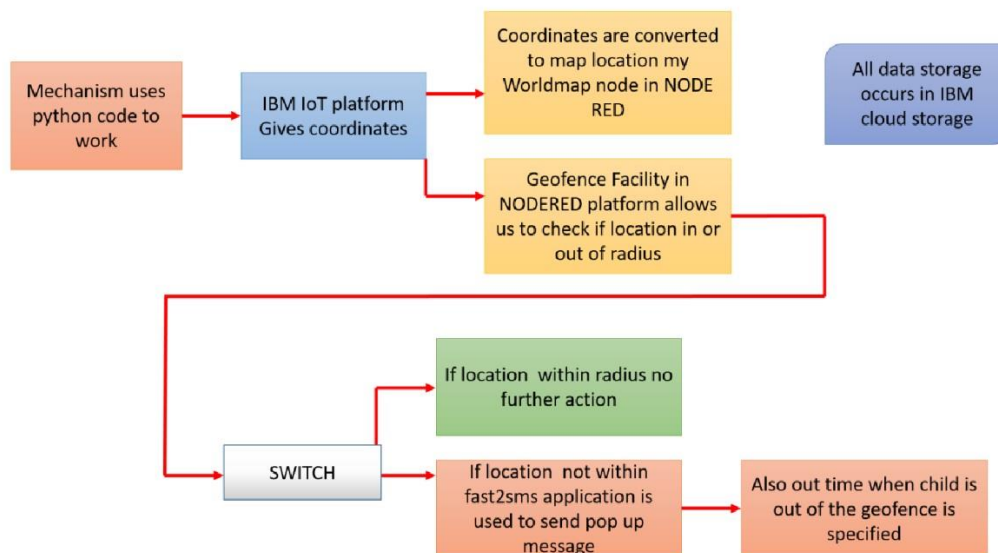 Mechanism uses
python code to
work
IBM IoT platform
Gives coordinates
Coordinates are converted
to map location my
Worldmap node in NODE
RED
All data storage
occurs in IBM
cloud storage
Geofence Facility in
NODERED platform allows
us to check if location in or
out of radius
If location  within radius no
further action
SWITCH
If location  not within
fast2sms application is
used to send pop up
message
Also out time when child is
out of the geofence is
specified